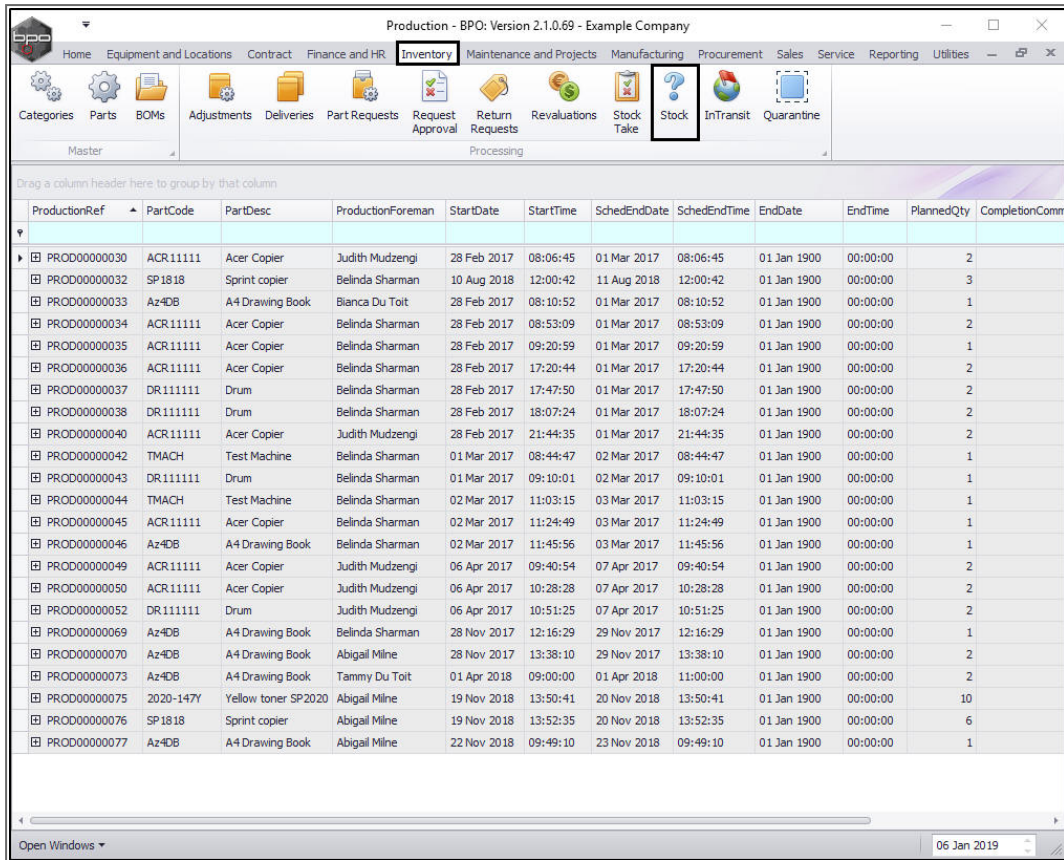 bpo
Production - BPO: Version 2.1.0.69 - Example Company
Home Equipment and Locations Contract Finance and HR Inventory Maintenance and Projects Manufacturing Procurement Sales Service Reporting Utilities
Categories Parts BOMs Adjustments Deliveries Part Requests Request Approval Return Requests Revaluations Stock Take Stock InTransit Quarantine
Master Processing
Drag a column header here to group by that column
ProductionRef PartCode PartDesc ProductionForeman StartDate StartTime SchedEndDate SchedEndTime EndDate EndTime PlannedQty CompletionComm
PROD00000030 ACR11111 Acer Copier Judith Mudzengi 28 Feb 2017 08:06:45 01 Mar 2017 08:06:45 01 Jan 1900 00:00:00 2
PROD00000032 SP1818 Sprint copier Belinda Sharman 10 Aug 2018 12:00:42 11 Aug 2018 12:00:42 01 Jan 1900 00:00:00 3
PROD00000033 Az4DB A4 Drawing Book Bianca Du Toit 28 Feb 2017 08:10:52 01 Mar 2017 08:10:52 01 Jan 1900 00:00:00 1
PROD00000034 ACR11111 Acer Copier Belinda Sharman 28 Feb 2017 08:53:09 01 Mar 2017 08:53:09 01 Jan 1900 00:00:00 2
PROD00000035 ACR11111 Acer Copier Belinda Sharman 28 Feb 2017 09:20:59 01 Mar 2017 09:20:59 01 Jan 1900 00:00:00 1
PROD00000036 ACR11111 Acer Copier Belinda Sharman 28 Feb 2017 17:20:44 01 Mar 2017 17:20:44 01 Jan 1900 00:00:00 2
PROD00000037 DR111111 Drum Belinda Sharman 28 Feb 2017 17:47:50 01 Mar 2017 17:47:50 01 Jan 1900 00:00:00 2
PROD00000038 DR111111 Drum Belinda Sharman 28 Feb 2017 18:07:24 01 Mar 2017 18:07:24 01 Jan 1900 00:00:00 2
PROD00000040 ACR11111 Acer Copier Judith Mudzengi 28 Feb 2017 21:44:35 01 Mar 2017 21:44:35 01 Jan 1900 00:00:00 2
PROD00000042 TMACH Test Machine Belinda Sharman 01 Mar 2017 08:44:47 02 Mar 2017 08:44:47 01 Jan 1900 00:00:00 1
PROD00000043 DR111111 Drum Belinda Sharman 01 Mar 2017 09:10:01 02 Mar 2017 09:10:01 01 Jan 1900 00:00:00 1
PROD00000044 TMACH Test Machine Belinda Sharman 02 Mar 2017 11:03:15 03 Mar 2017 11:03:15 01 Jan 1900 00:00:00 1
PROD00000045 ACR11111 Acer Copier Belinda Sharman 02 Mar 2017 11:24:49 03 Mar 2017 11:24:49 01 Jan 1900 00:00:00 1
PROD00000046 Az4DB A4 Drawing Book Belinda Sharman 02 Mar 2017 11:45:56 03 Mar 2017 11:45:56 01 Jan 1900 00:00:00 1
PROD00000049 ACR11111 Acer Copier Judith Mudzengi 06 Apr 2017 09:40:54 07 Apr 2017 09:40:54 01 Jan 1900 00:00:00 2
PROD00000050 ACR11111 Acer Copier Judith Mudzengi 06 Apr 2017 10:28:28 07 Apr 2017 10:28:28 01 Jan 1900 00:00:00 2
PROD00000052 DR111111 Drum Judith Mudzengi 06 Apr 2017 10:51:25 07 Apr 2017 10:51:25 01 Jan 1900 00:00:00 2
PROD00000069 Az4DB A4 Drawing Book Belinda Sharman 28 Nov 2017 12:16:29 29 Nov 2017 12:16:29 01 Jan 1900 00:00:00 1
PROD00000070 Az4DB A4 Drawing Book Abigail Milne 28 Nov 2017 13:38:10 29 Nov 2017 13:38:10 01 Jan 1900 00:00:00 2
PROD00000073 Az4DB A4 Drawing Book Tammy Du Toit 01 Apr 2018 09:00:00 01 Apr 2018 11:00:00 01 Jan 1900 00:00:00 2
PROD00000075 2020-147Y Yellow toner SP2020 Abigail Milne 19 Nov 2018 13:50:41 20 Nov 2018 13:50:41 01 Jan 1900 00:00:00 10
PROD00000076 SP1818 Sprint copier Abigail Milne 19 Nov 2018 13:52:35 20 Nov 2018 13:52:35 01 Jan 1900 00:00:00 6
PROD00000077 Az4DB A4 Drawing Book Abigail Milne 22 Nov 2018 09:49:10 23 Nov 2018 09:49:10 01 Jan 1900 00:00:00 1
Open Windows 06 Jan 2019